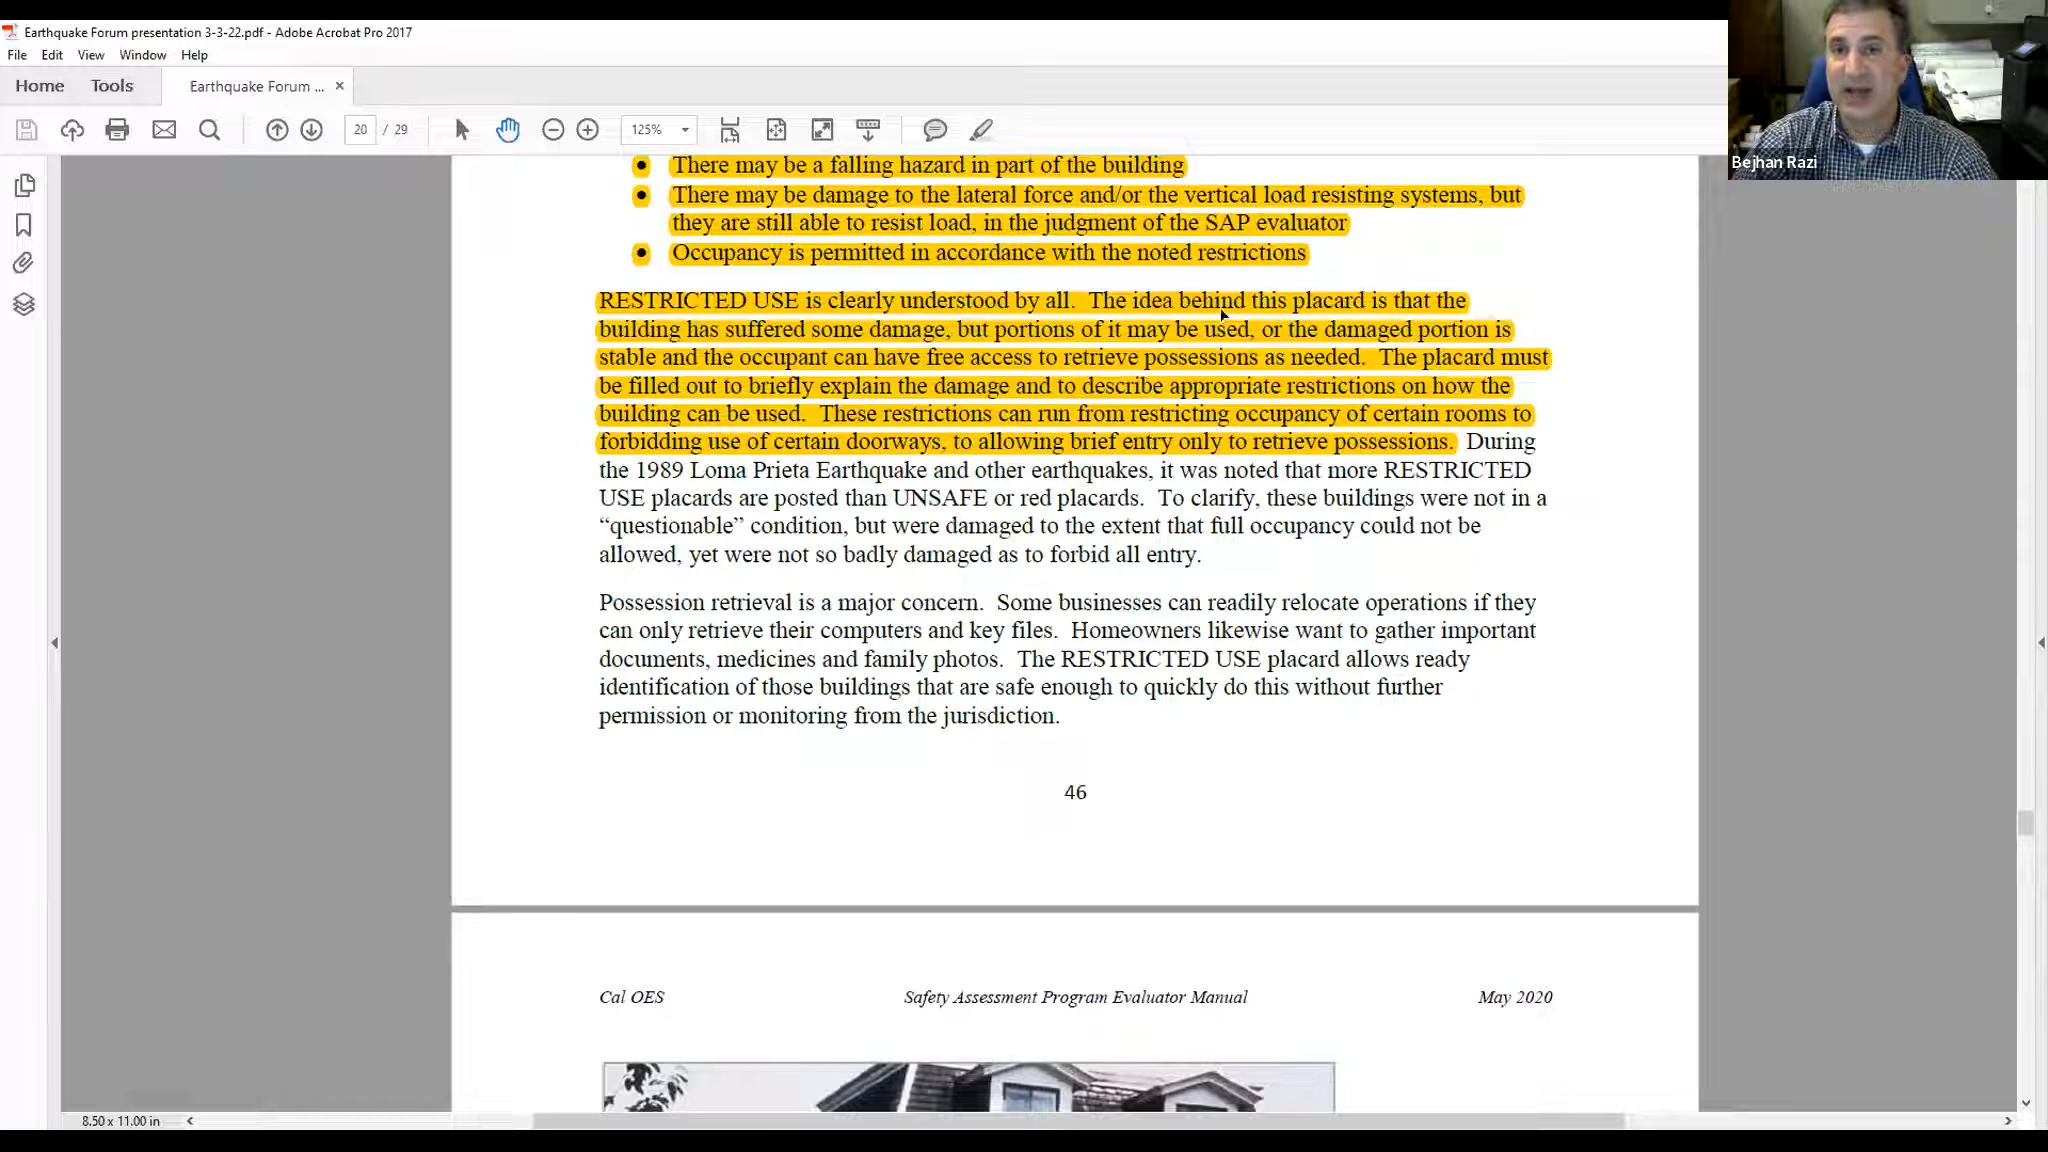 Earthquake Forum presentation 3-3-22.pdf - Adobe Acrobat Pro 2017
File Edit View Window Help
Home Tools Earthquake Forum ... ×
20 / 29 125%
Bejhan Razi
• There may be a falling hazard in part of the building
• There may be damage to the lateral force and/or the vertical load resisting systems, but
they are still able to resist load, in the judgment of the SAP evaluator
• Occupancy is permitted in accordance with the noted restrictions
RESTRICTED USE is clearly understood by all. The idea behind this placard is that the
building has suffered some damage, but portions of it may be used, or the damaged portion is
stable and the occupant can have free access to retrieve possessions as needed. The placard must
be filled out to briefly explain the damage and to describe appropriate restrictions on how the
building can be used. These restrictions can run from restricting occupancy of certain rooms to
forbidding use of certain doorways, to allowing brief entry only to retrieve possessions. During
the 1989 Loma Prieta Earthquake and other earthquakes, it was noted that more RESTRICTED
USE placards are posted than UNSAFE or red placards. To clarify, these buildings were not in a
“questionable” condition, but were damaged to the extent that full occupancy could not be
allowed, yet were not so badly damaged as to forbid all entry.
Possession retrieval is a major concern. Some businesses can readily relocate operations if they
can only retrieve their computers and key files. Homeowners likewise want to gather important
documents, medicines and family photos. The RESTRICTED USE placard allows ready
identification of those buildings that are safe enough to quickly do this without further
permission or monitoring from the jurisdiction.
46
Cal OES Safety Assessment Program Evaluator Manual May 2020
8.50 x 11.00 in